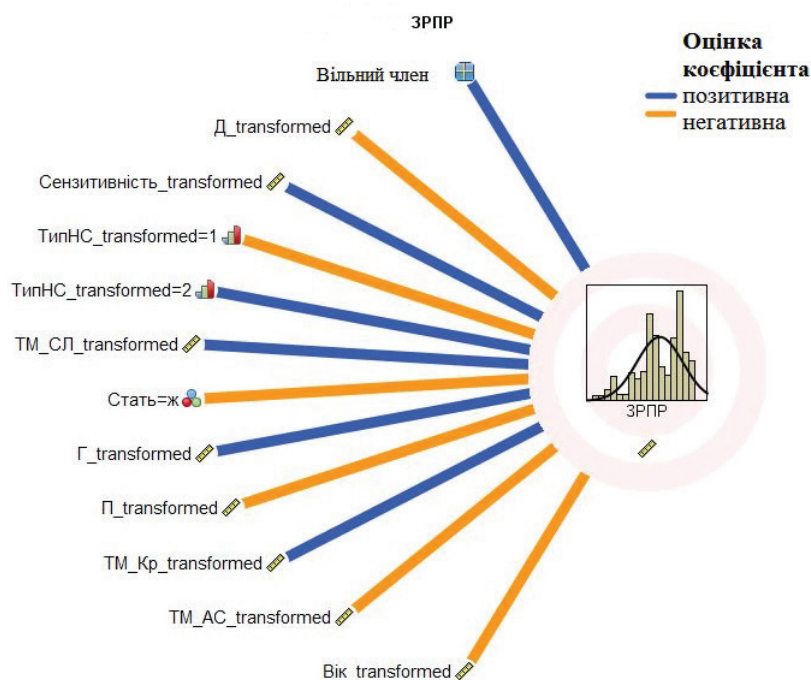 ЗРПР
Оцінка
коєфіцієнта
позитивна
негативна
Вільний член
Д_transformed
Сензитивність_transformed
ТипНС_transformed=1
ТипНС_transformed=2
ТМ_СЛ_transformed
Стать=ж
Г_transformed
П_transformed
ТМ_Кр_transformed
ТМ_АС_transformed
Вік_transformed
ЗРПР